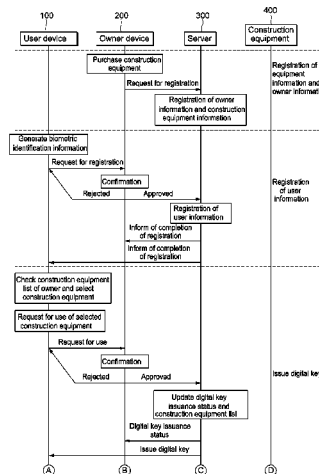 100
200
300
400
User device
Owner device
Server
Construction
equipment
Purchase construction
equipment
Request for registration
Registration of owner
information and construction
equipment information
Registration of
equipment
information and
owner information
Generate biometric
identification information
Request for registration
Confirmation
Rejected
Approved
Registration of
user information
Inform of completion
of registration
Inform of completion
of registration
Registration
of user
information
Check construction equipment
list of owner and select
construction equipment
Request for use of selected
construction equipment
Request for use
Confirmation
Rejected
Approved
Update digital key
issuance status and
construction equipment list
Digital key issuance
status
Issue digital key
Issue digital key
A
B
C
D